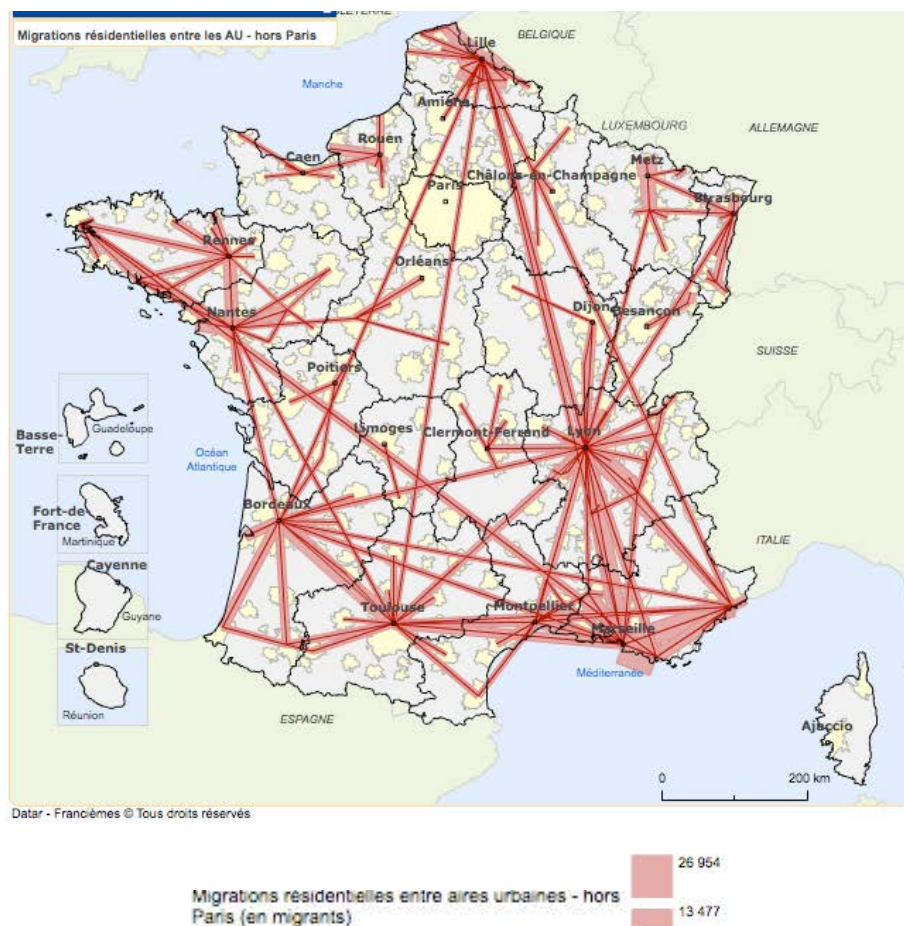 Migrations résidentielles entre les AU - hors Paris
BELGIQUE
Lille
Manche
Amiens
LUXEMBOURG
ALLEMAGNE
Rouen
Caen
Metz
Châlons-en-Champagne
Paris
Strasbourg
Rennes
Orléans
Nantes
Dijon
Besançon
SUISSE
Poitiers
Guadeloupe
Basse-
Terre
Limoges
Clermont-Ferrand
Lyon
Océan
Atlantique
Bordeaux
Fort-de
France
Martinique
ITALIE
Cayenne
Guyane
Toulouse
Montpellier
Marseille
St-Denis
Réunion
Méditerranée
ESPAGNE
Ajaccio
0
200 km
Datar - Francièmes © Tous droits réservés
26 954
Migrations résidentielles entre aires urbaines - hors
Paris (en migrants)
13 477